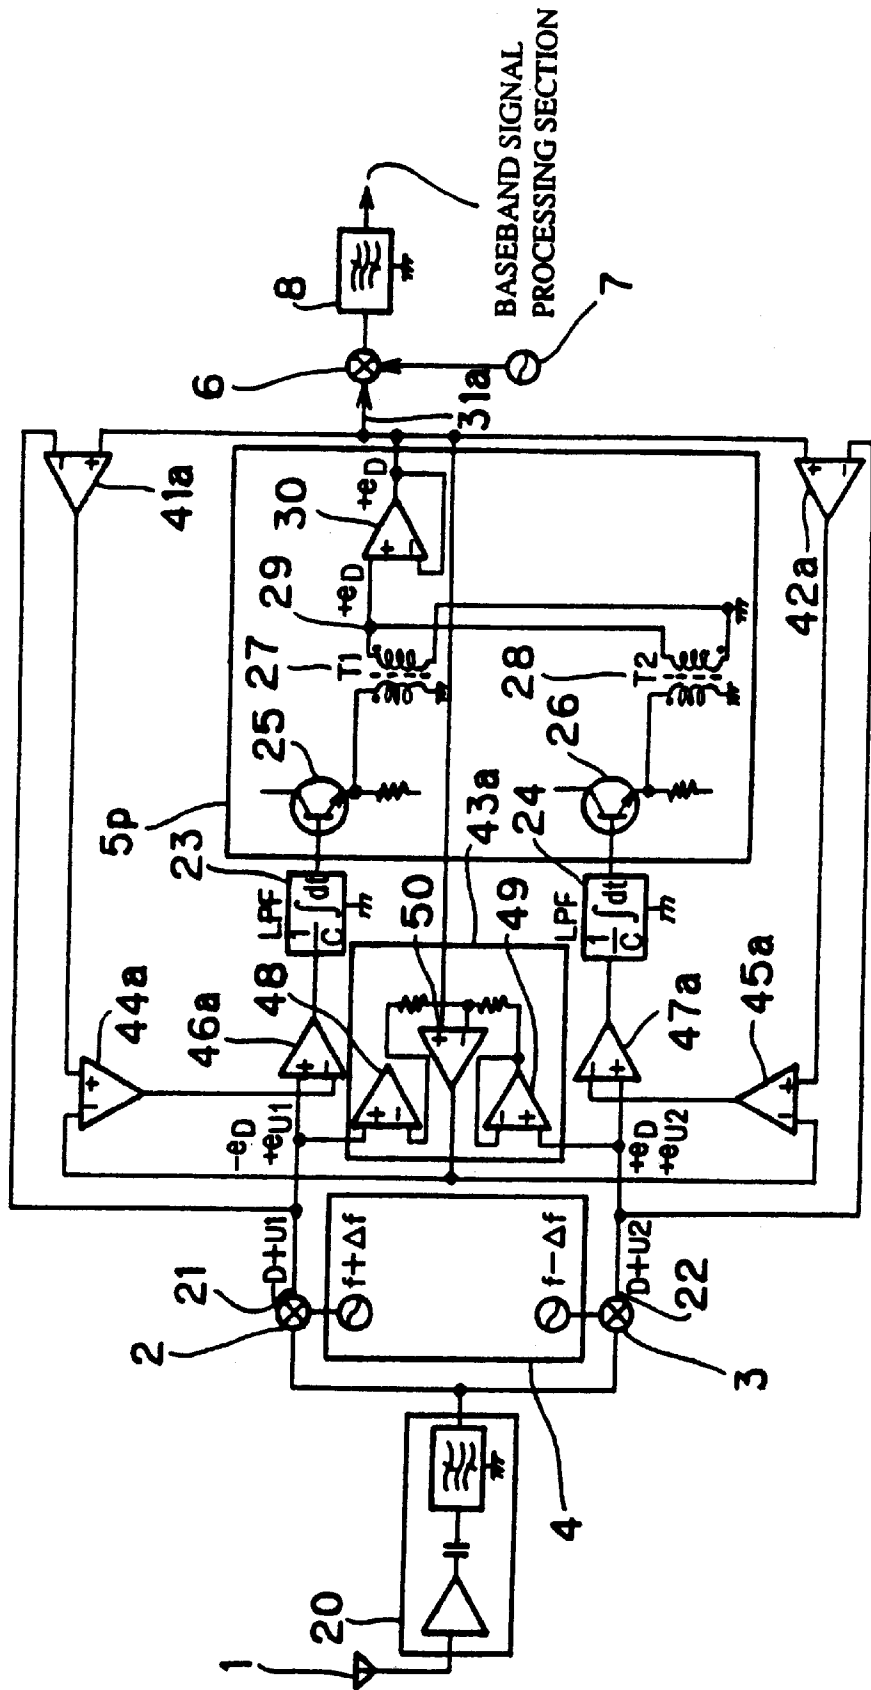 1
20
4
2
21
D+U1
f+Δf
f−Δf
D+U2
22
3
−eD
+eU1
+eD
+eU2
44a
46a
48
50
43a
49
47a
45a
LPF
23
1/C ∫dt
LPF
24
1/C ∫dt
5p
25
26
27
T1
28
T2
29
+eD
30
+eD
41a
42a
31a
6
7
8
BASEBAND SIGNAL
PROCESSING SECTION